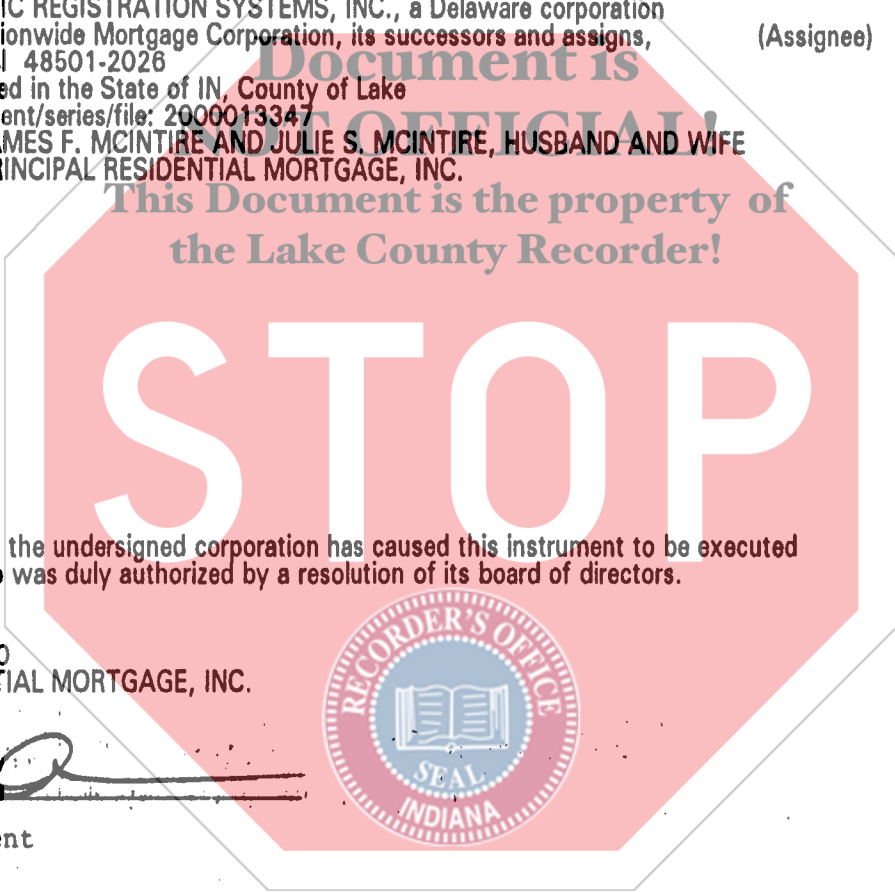 C REGISTRATION SYSTEMS, INC., a Delaware corporation
ionwide Mortgage Corporation, its successors and assigns, (Assignee)
48501-2026
Document is
ed in the State of IN, County of Lake
ent/series/file: 2000013347
NOT OFFICIAL!
MES F. MCINTIRE AND JULIE S. MCINTIRE, HUSBAND AND WIFE
INCIPAL RESIDENTIAL MORTGAGE, INC.
This Document is the property of
the Lake County Recorder!
STOP
the undersigned corporation has caused this instrument to be executed
was duly authorized by a resolution of its board of directors.
RECORDER'S OFFICE
TIAL MORTGAGE, INC.
SEAL
INDIANA
ent